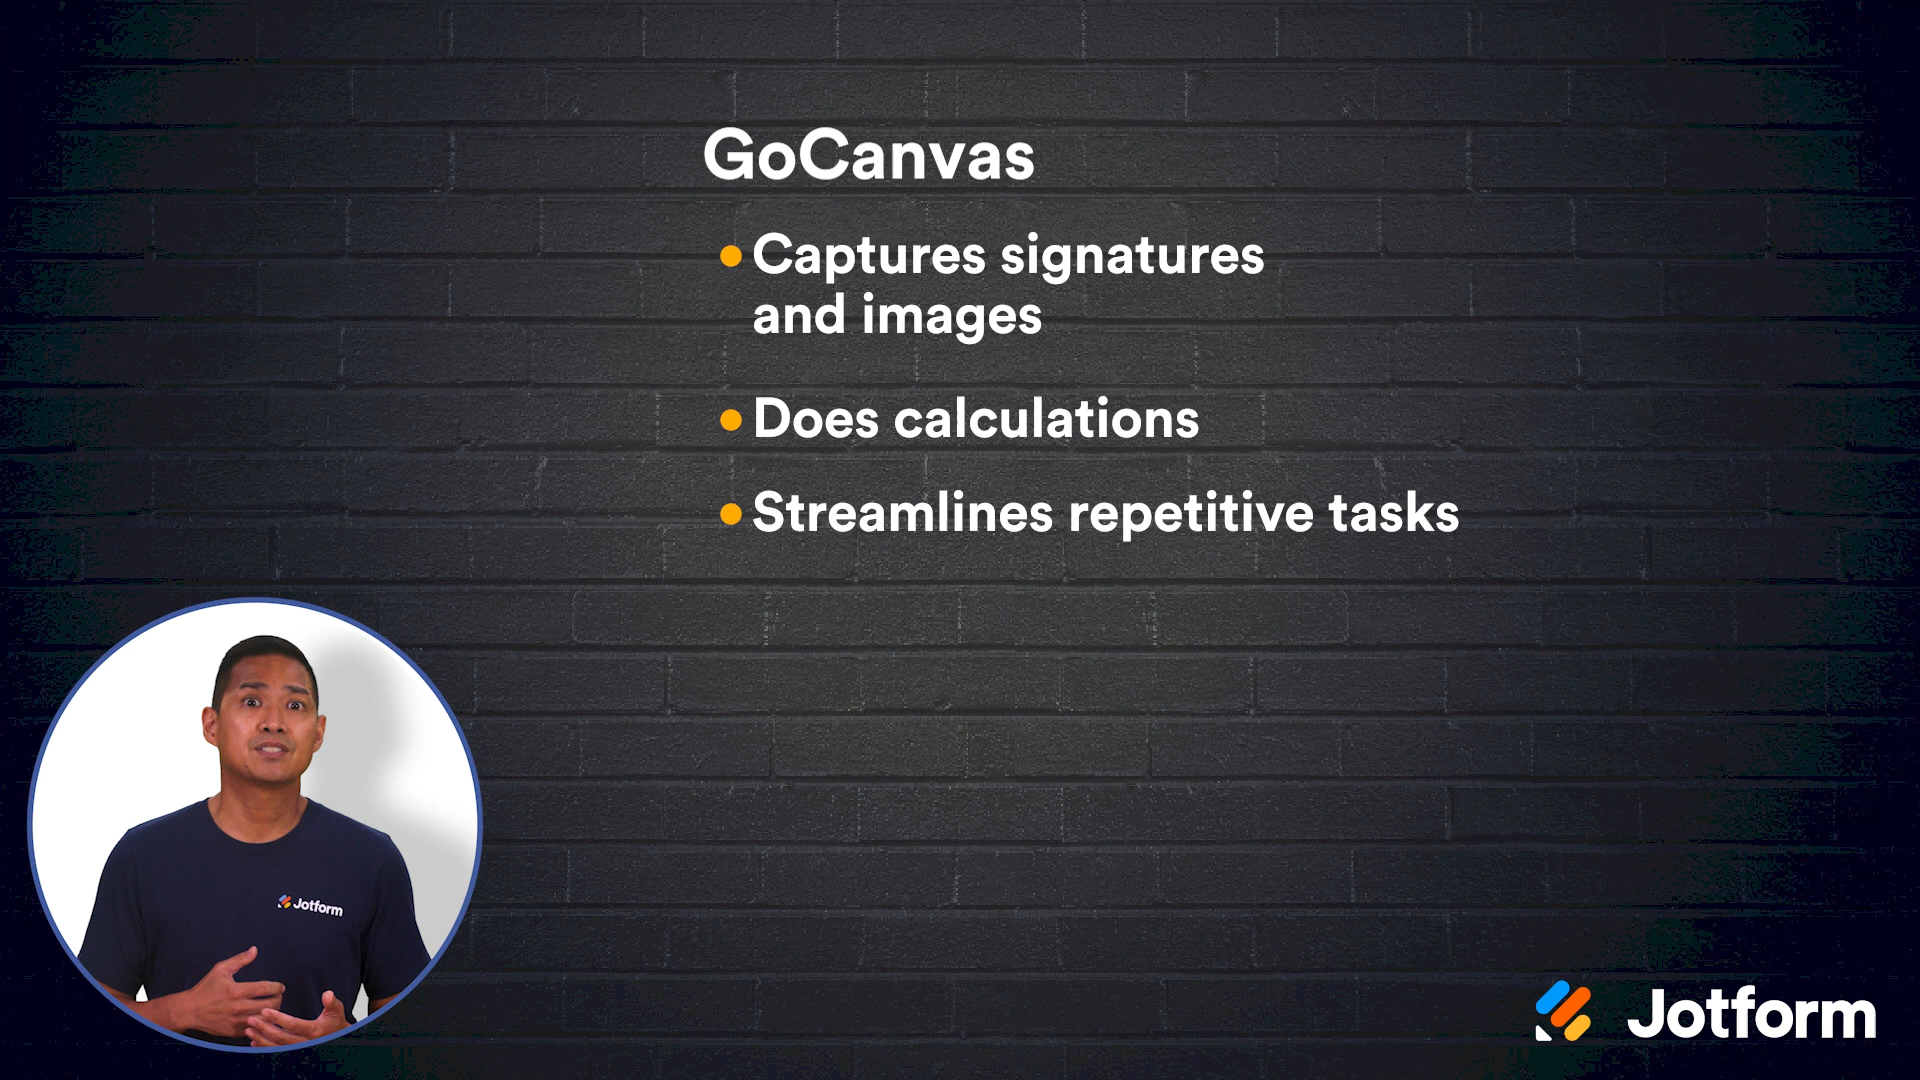 GoCanvas
• Captures signatures
and images
• Does calculations
• Streamlines repetitive tasks
Jotform
Jotform